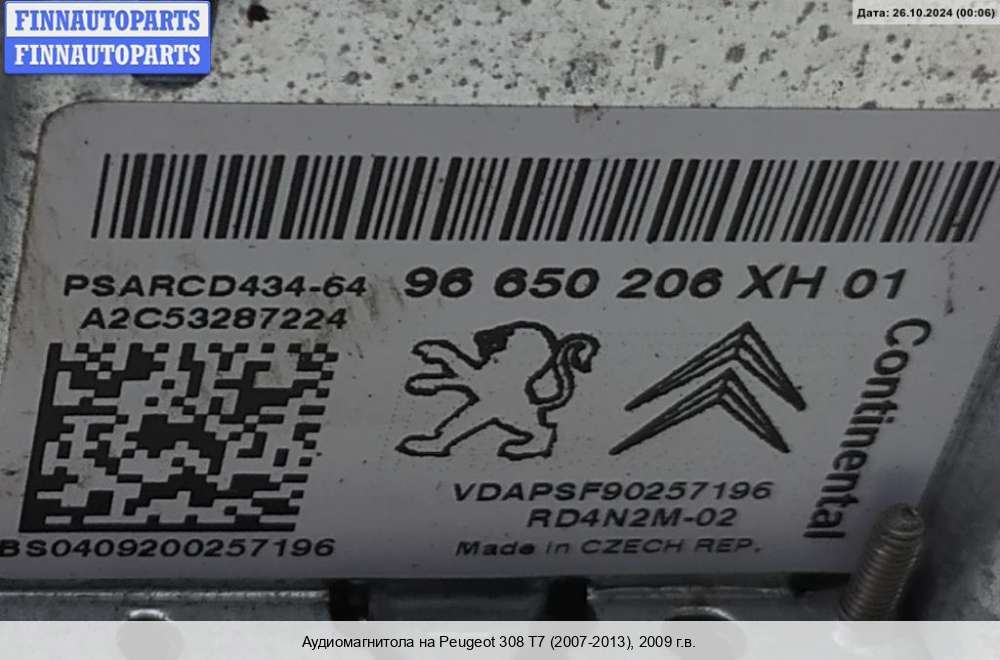 FINNAUTOPARTS
FINNAUTOPARTS
Дата: 26.10.2024 (00:06)
PSARCD434-64
96 650 206 XH 01
A2C53287224
Continental
VDAPSF90257196
RD4N2M-02
BS0409200257196
Made in CZECH REP.
Аудиомагнитола на Peugeot 308 T7 (2007-2013), 2009 г.в.